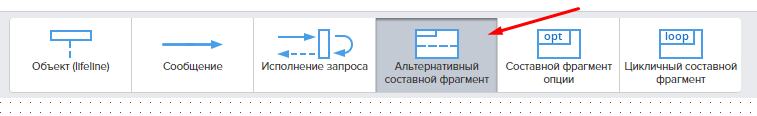 opt
loop
Объект (lifeline)
Сообщение
Исполнение запроса
Альтернативный
составной фрагмент
Составной фрагмент
опции
Цикличный составной
фрагмент